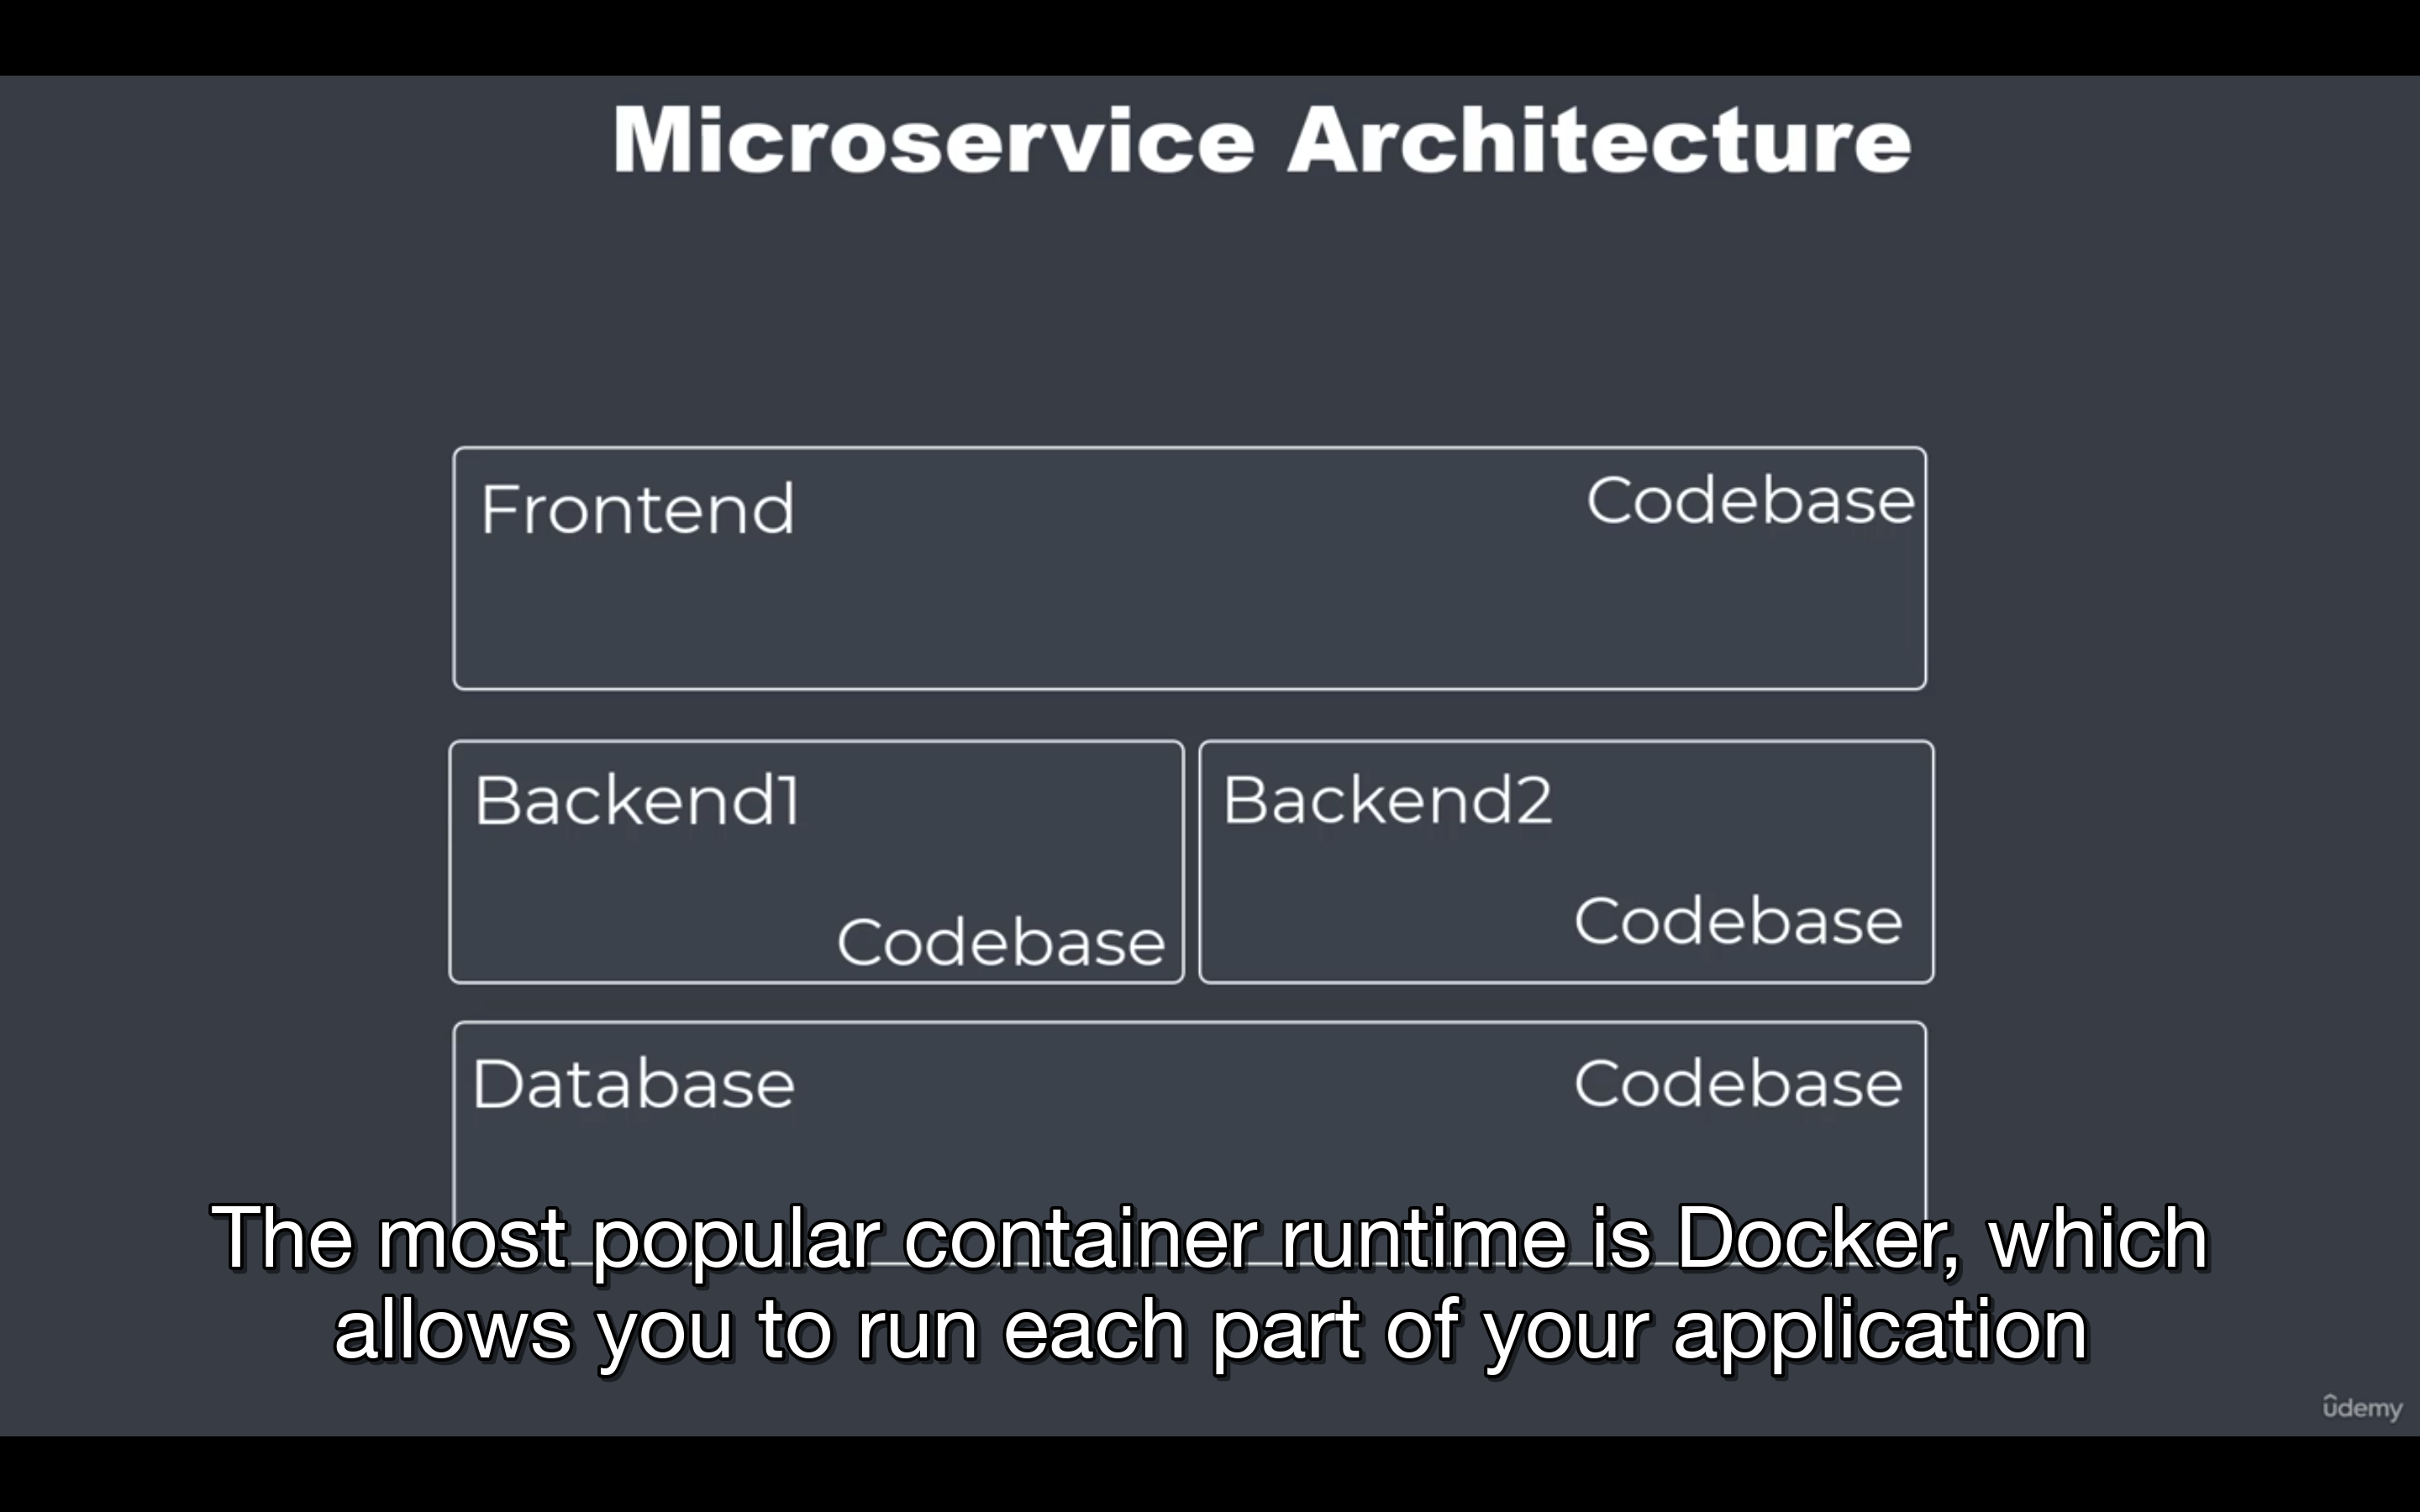 Microservice Architecture
Frontend
Codebase
Backend1
Codebase
Backend2
Codebase
Database
Codebase
The most popular container runtime is Docker, which
allows you to run each part of your application
ûdemy